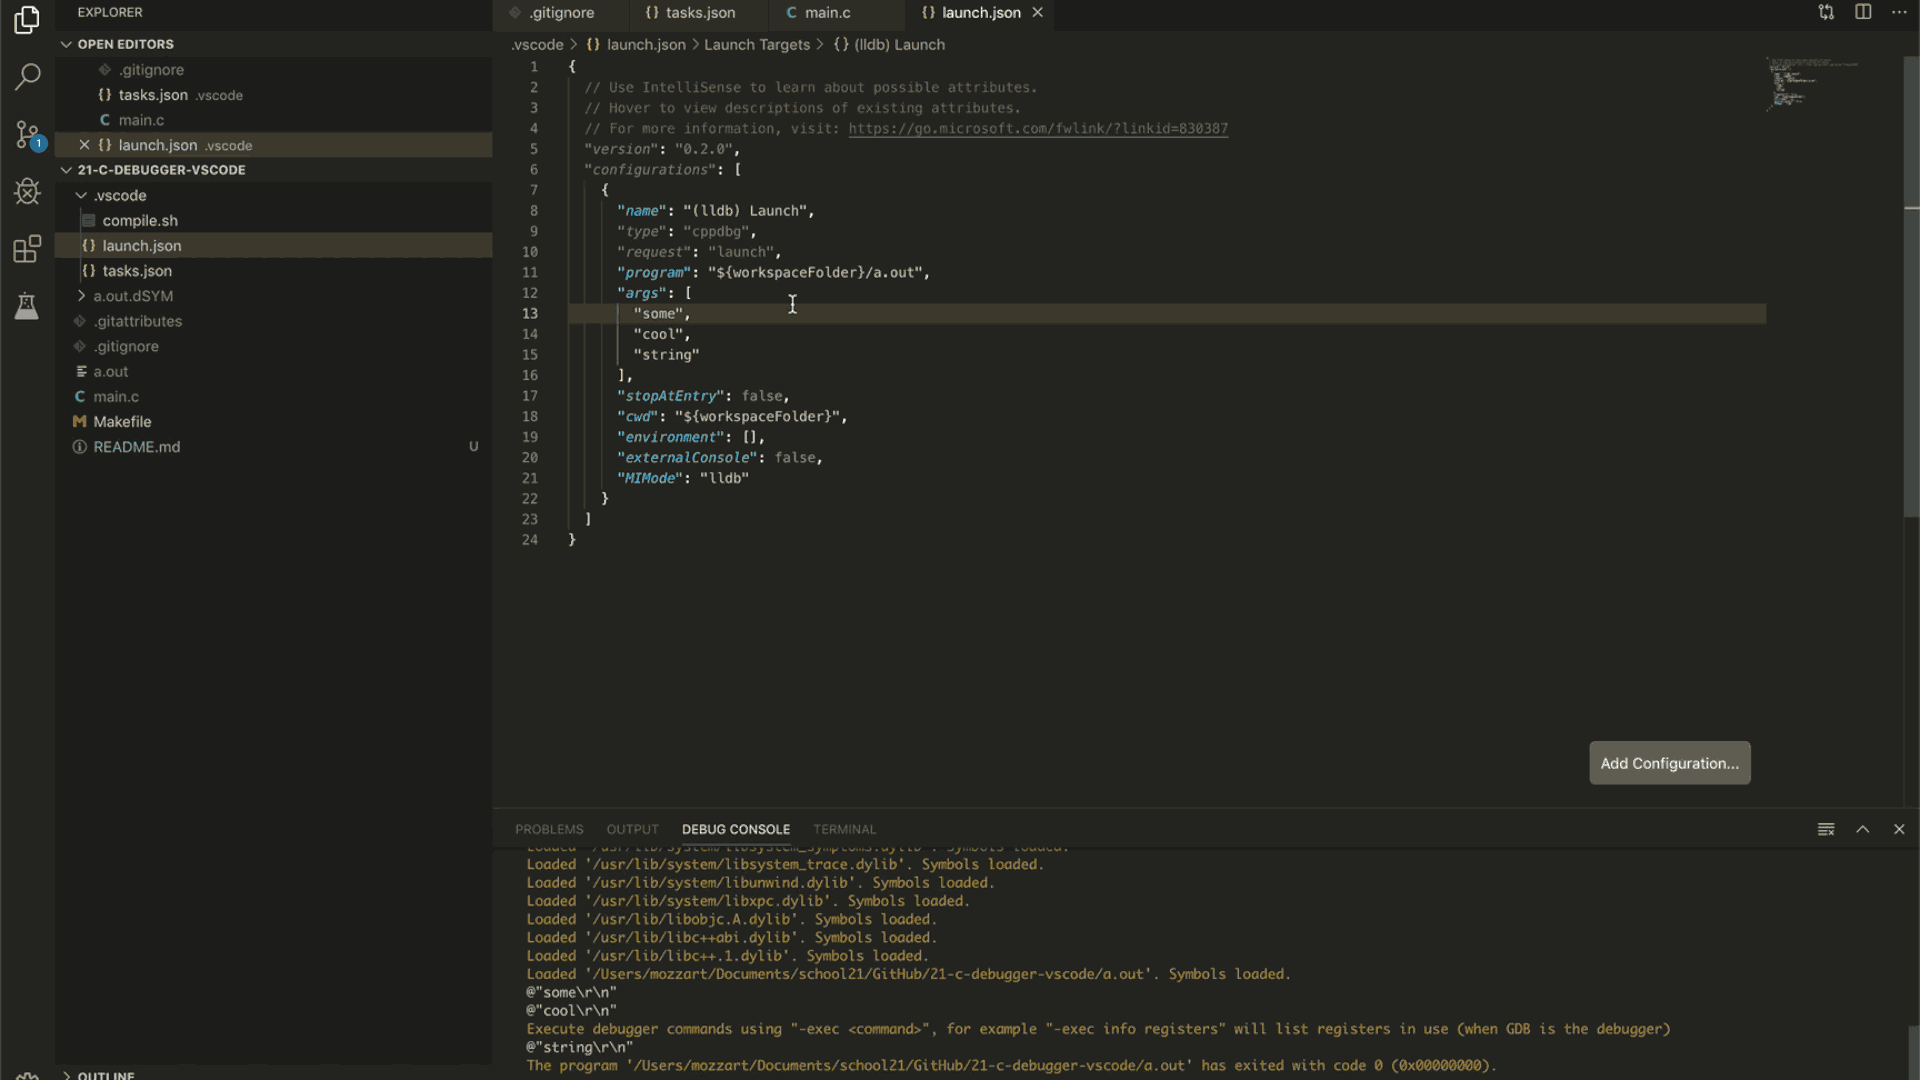 EXPLORER
OPEN EDITORS
.gitignore
{} tasks.json .vscode
C main.c
{} launch.json .vscode
1
21-C-DEBUGGER-VSCODE
.vscode
compile.sh
{} launch.json
{} tasks.json
a.out.dSYM
.gitattributes
.gitignore
a.out
C main.c
M Makefile
README.md U
OUTLINE
.gitignore {} tasks.json C main.c {} launch.json
.vscode > {} launch.json > Launch Targets > {} (lldb) Launch
1 {
2 // Use IntelliSense to learn about possible attributes.
3 // Hover to view descriptions of existing attributes.
4 // For more information, visit: https://go.microsoft.com/fwlink/?linkid=830387
5 "version": "0.2.0",
6 "configurations": [
7 {
8 "name": "(lldb) Launch",
9 "type": "cppdbg",
10 "request": "launch",
11 "program": "${workspaceFolder}/a.out",
12 "args": [
13 "some",
14 "cool",
15 "string"
16 ],
17 "stopAtEntry": false,
18 "cwd": "${workspaceFolder}",
19 "environment": [],
20 "externalConsole": false,
21 "MIMode": "lldb"
22 }
23 ]
24 }
Add Configuration...
PROBLEMS OUTPUT DEBUG CONSOLE TERMINAL
Loaded '/usr/lib/system/libsystem_symptoms.dylib'. Symbols loaded.
Loaded '/usr/lib/system/libsystem_trace.dylib'. Symbols loaded.
Loaded '/usr/lib/system/libunwind.dylib'. Symbols loaded.
Loaded '/usr/lib/system/libxpc.dylib'. Symbols loaded.
Loaded '/usr/lib/libobjc.A.dylib'. Symbols loaded.
Loaded '/usr/lib/libc++abi.dylib'. Symbols loaded.
Loaded '/usr/lib/libc++.1.dylib'. Symbols loaded.
Loaded '/Users/mozzart/Documents/school21/GitHub/21-c-debugger-vscode/a.out'. Symbols loaded.
@"some\r\n"
@"cool\r\n"
Execute debugger commands using "-exec <command>", for example "-exec info registers" will list registers in use (when GDB is the debugger)
@"string\r\n"
The program '/Users/mozzart/Documents/school21/GitHub/21-c-debugger-vscode/a.out' has exited with code 0 (0x00000000).